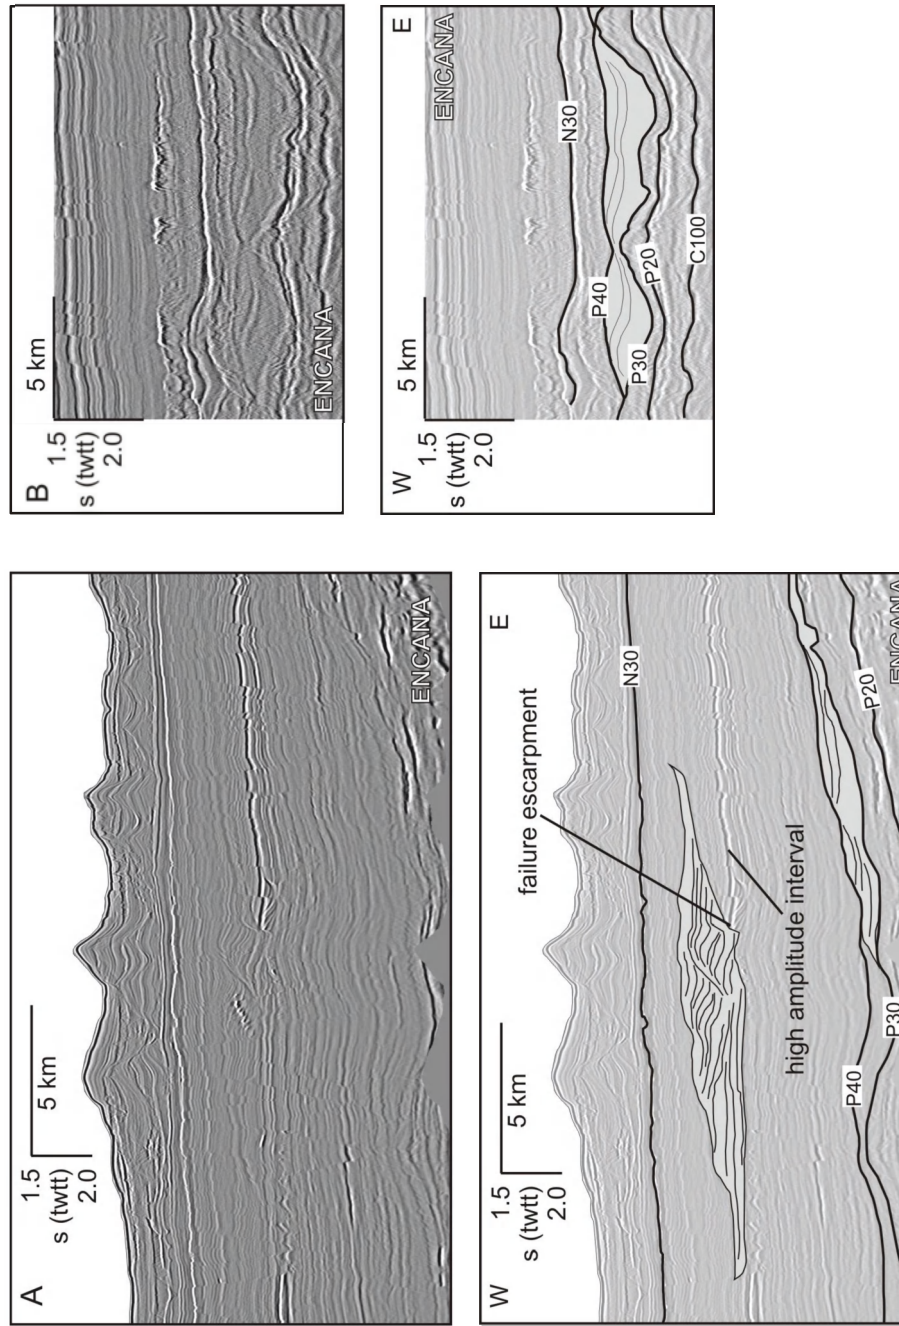 A
1.5
s (twtt)
2.0
5 km
ENCANA
W
E
1.5
s (twtt)
2.0
5 km
failure escarpment
N30
high amplitude interval
P40
P30
P20
ENCANA
B
1.5
s (twtt)
2.0
5 km
ENCANA
W
E
1.5
s (twtt)
2.0
5 km
ENCANA
N30
P40
P30
P20
C100